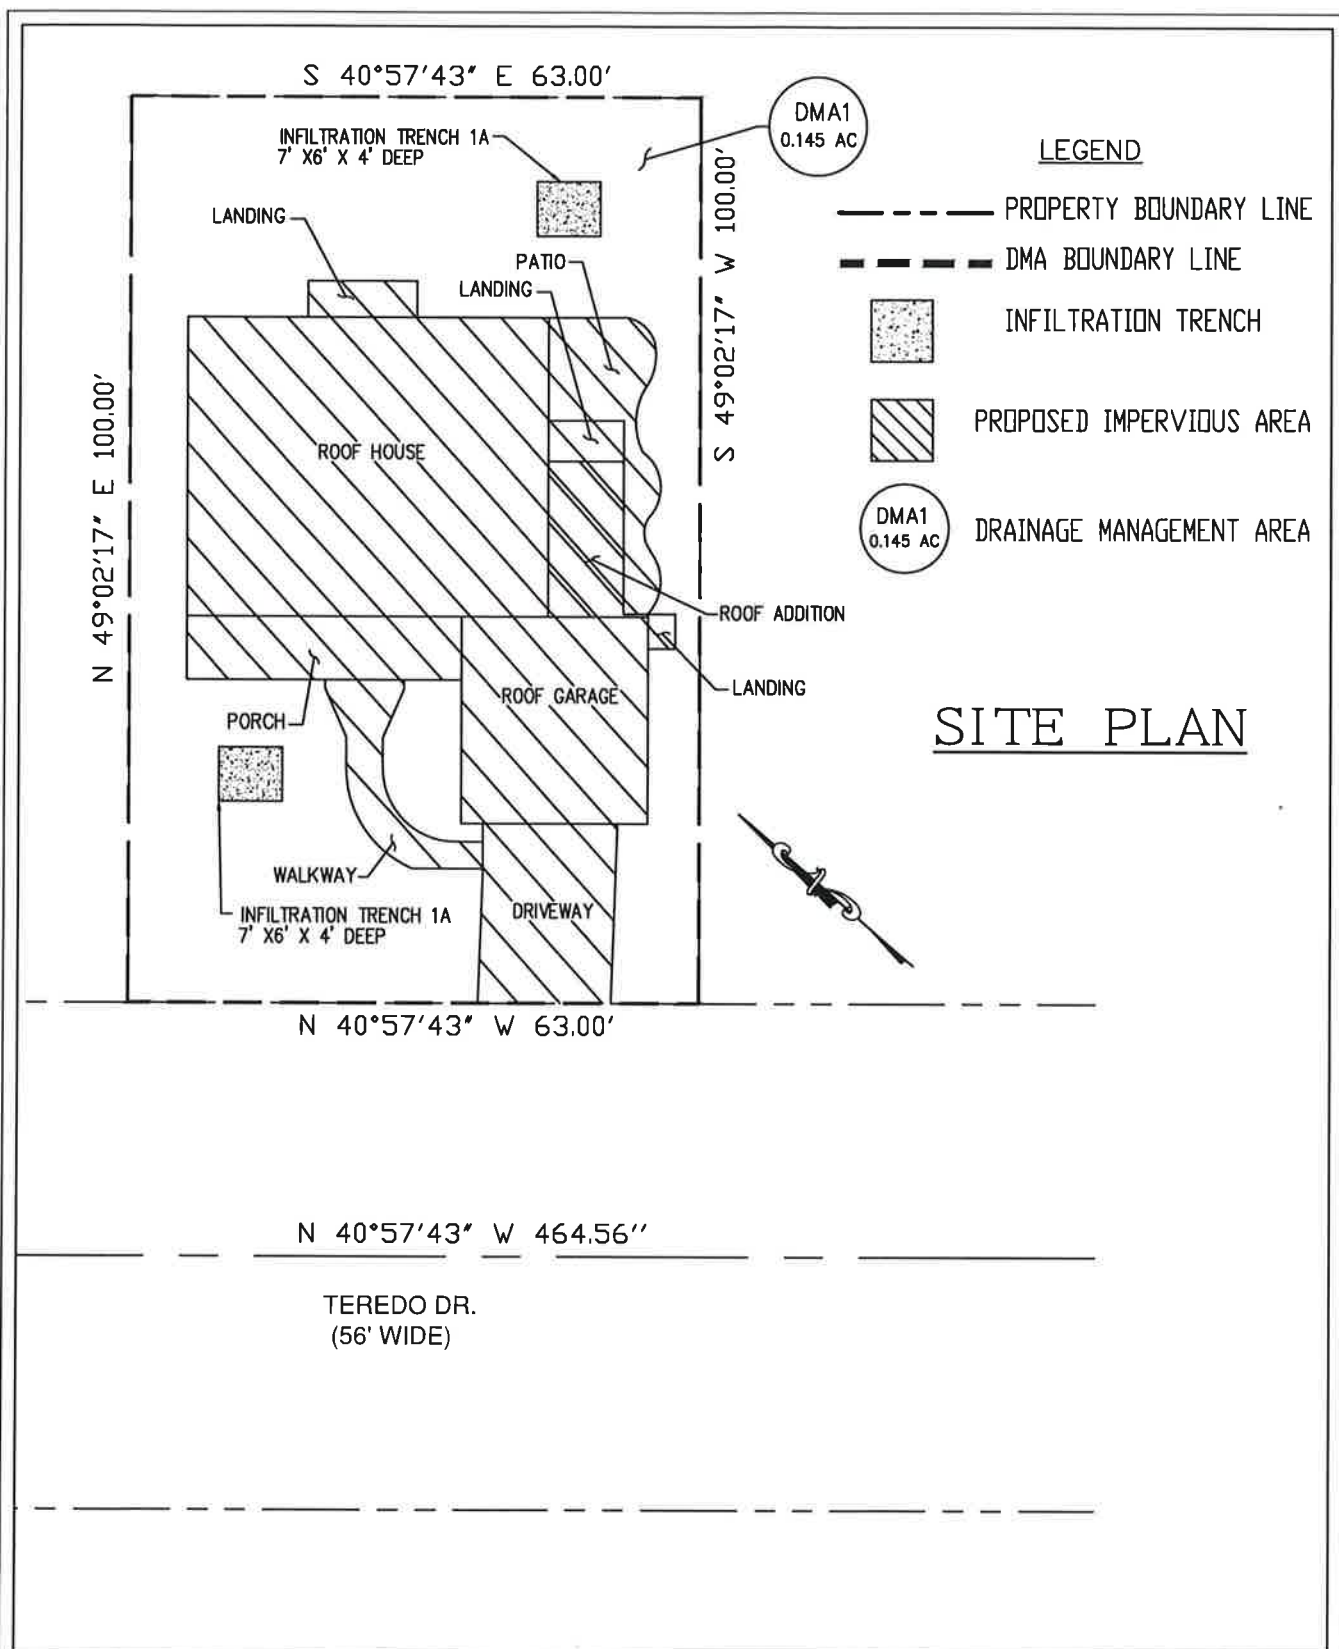 S 40°57'43" E 63.00'
DMA1
0.145 AC
INFILTRATION TRENCH 1A
7' X6' X 4' DEEP
LEGEND
S 49°02'17" W 100.00'
PROPERTY BOUNDARY LINE
LANDING
PATIO
DMA BOUNDARY LINE
LANDING
INFILTRATION TRENCH
N 49°02'17" E 100.00'
PROPOSED IMPERVIOUS AREA
ROOF HOUSE
DMA1
0.145 AC
DRAINAGE MANAGEMENT AREA
ROOF ADDITION
LANDING
ROOF GARAGE
PORCH
SITE PLAN
WALKWAY
INFILTRATION TRENCH 1A
7' X6' X 4' DEEP
DRIVEWAY
N 40°57'43" W 63.00'
N 40°57'43" W 464.56''
TEREDO DR.
(56' WIDE)